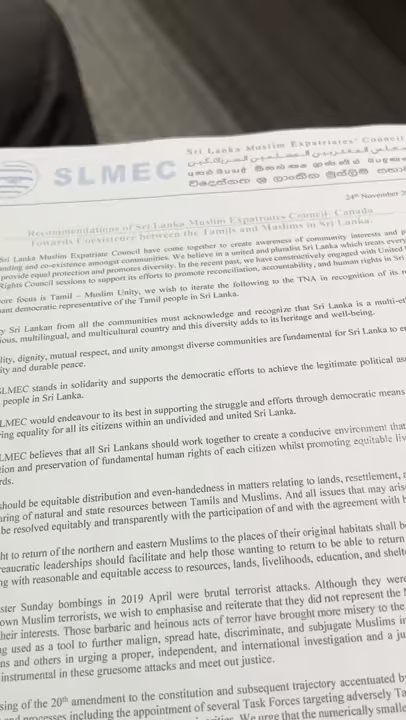 SLMEC
Sri Lanka Muslim Expatriates' Council
24th November
Recommendations of Sri Lanka Muslim Expatriates Council, Canada
Towards Coexistence between the Tamils and Muslims in Sri Lanka.
Sri Lanka Muslim Expatriate Council have come together to create awareness of community interests and
nding and co-existence amongst communities. We believe in a united and pluralist Sri Lanka which treats every
provide equal protection and promotes diversity. In the recent past, we have constructively engaged with United
Rights Council sessions to support its efforts to promote reconciliation, accountability, and human rights in Sri
ere focus is Tamil – Muslim Unity, we wish to iterate the following to the TNA in recognition of its
ant democratic representative of the Tamil people in Sri Lanka.
y Sri Lankan from all the communities must acknowledge and recognize that Sri Lanka is a multi-et
ious, multilingual, and multicultural country and this diversity adds to its heritage and well-being.
lity, dignity, mutual respect, and unity amongst diverse communities are fundamental for Sri Lanka to
ity and durable peace.
SLMEC stands in solidarity and supports the democratic efforts to achieve the legitimate political
people in Sri Lanka.
LMEC would endeavour to its best in supporting the struggle and efforts through democratic means
ing equality for all its citizens within an undivided and united Sri Lanka.
LMEC believes that all Sri Lankans should work together to create a conducive environment that
tion and preservation of fundamental human rights of each citizen whilst promoting equitable
rds.
should be equitable distribution and even-handedness in matters relating to lands, resettlement,
aring of natural and state resources between Tamils and Muslims. And all issues that may
be resolved equitably and transparently with the participation of and with the agreement with
ht to return of the northern and eastern Muslims to the places of their original habitats shall
reaucratic leaderships should facilitate and help those wanting to return to be able to return
ng with reasonable and equitable access to resources, lands, livelihoods, education, and
ster Sunday bombings in 2019 April were brutal terrorist attacks. Although they were
own Muslim terrorists, we wish to emphasise and reiterate that they did not represent the
heir interests. Those barbaric and heinous acts of terror have brought more misery to the
g used as a tool to further malign, spread hate, discriminate, and subjugate Muslims
ns and others in urging a proper, independent, and international investigation and a
instrumental in these gruesome attacks and meet out justice.
sing of the 20th amendment to the constitution and subsequent trajectory accentuated
processes including the appointment of several Task Forces targeting adversely
We urge that the numerically